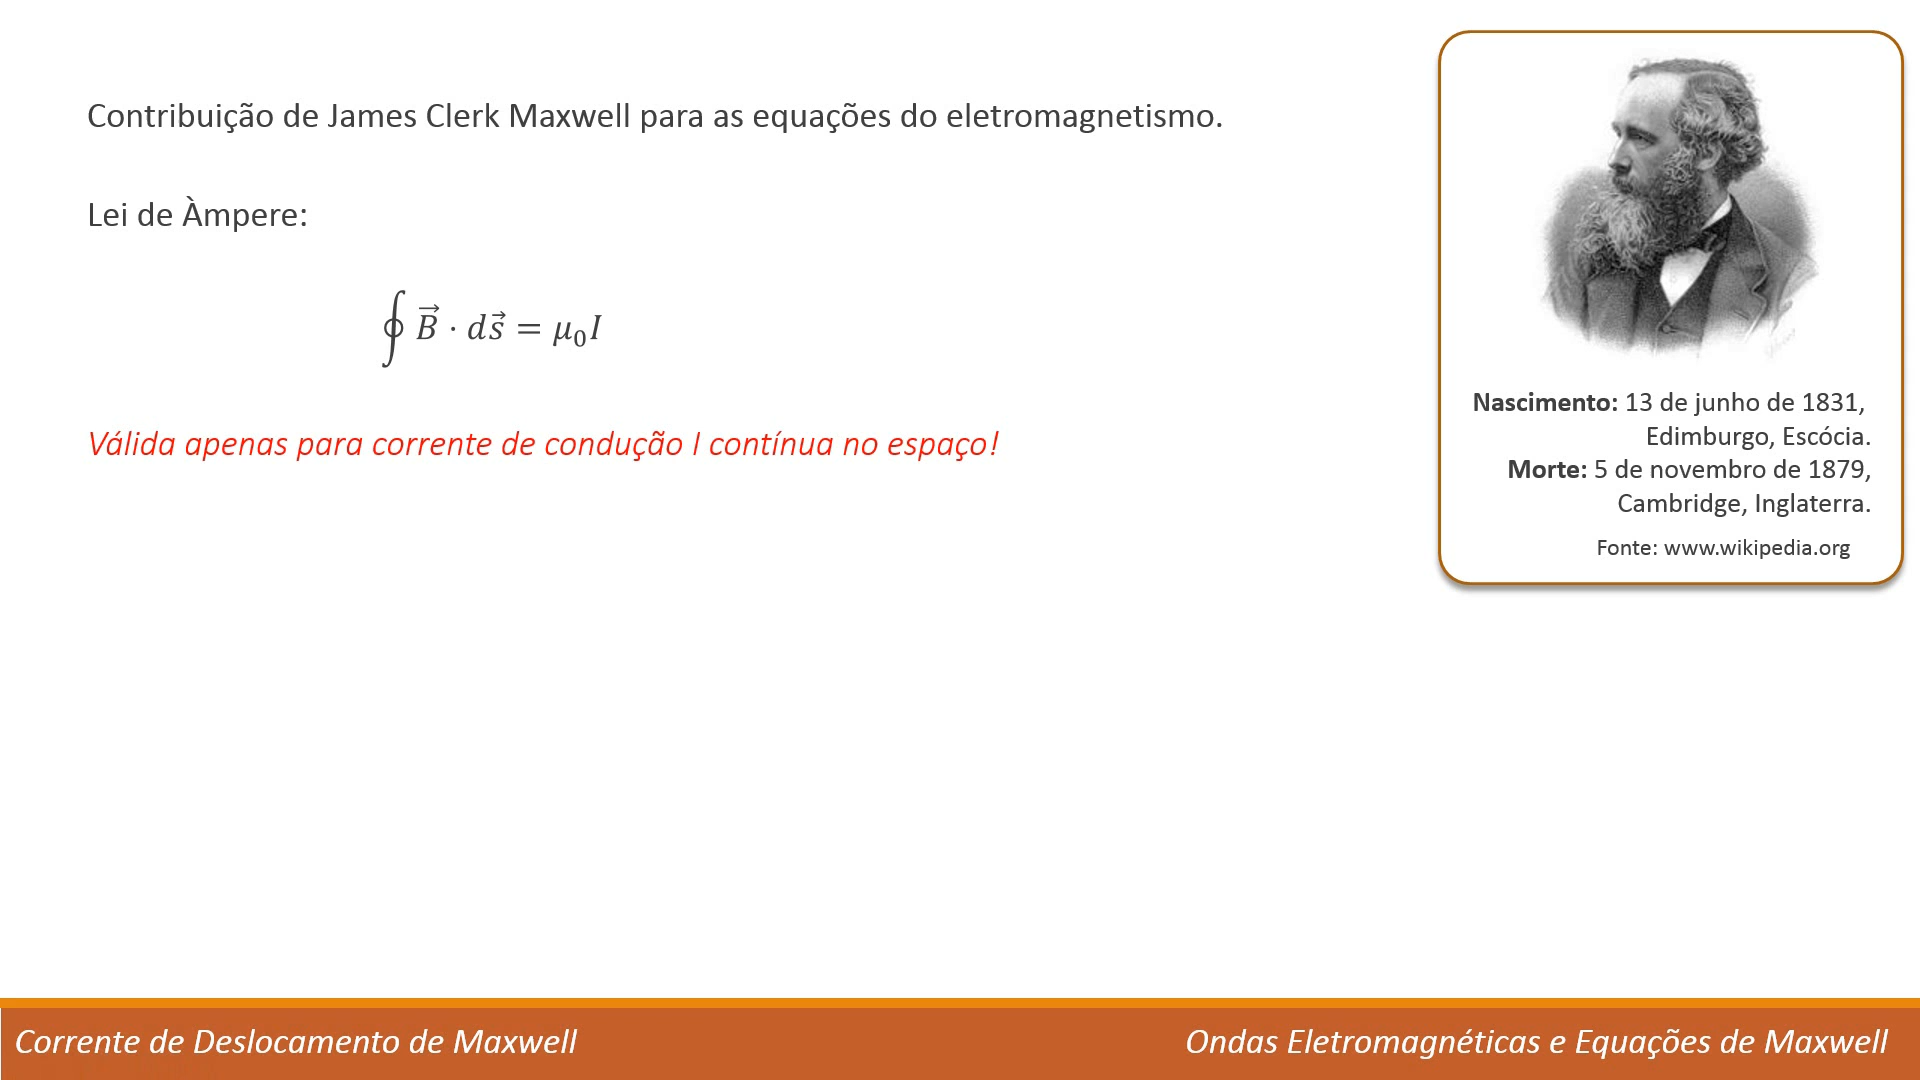 Contribuição de James Clerk Maxwell para as equações do eletromagnetismo.
Lei de Àmpere:
∮ B⃗ · ds⃗ = μ₀I
Válida apenas para corrente de condução I contínua no espaço!
Nascimento: 13 de junho de 1831,
Edimburgo, Escócia.
Morte: 5 de novembro de 1879,
Cambridge, Inglaterra.
Fonte: www.wikipedia.org
Corrente de Deslocamento de Maxwell
Ondas Eletromagnéticas e Equações de Maxwell